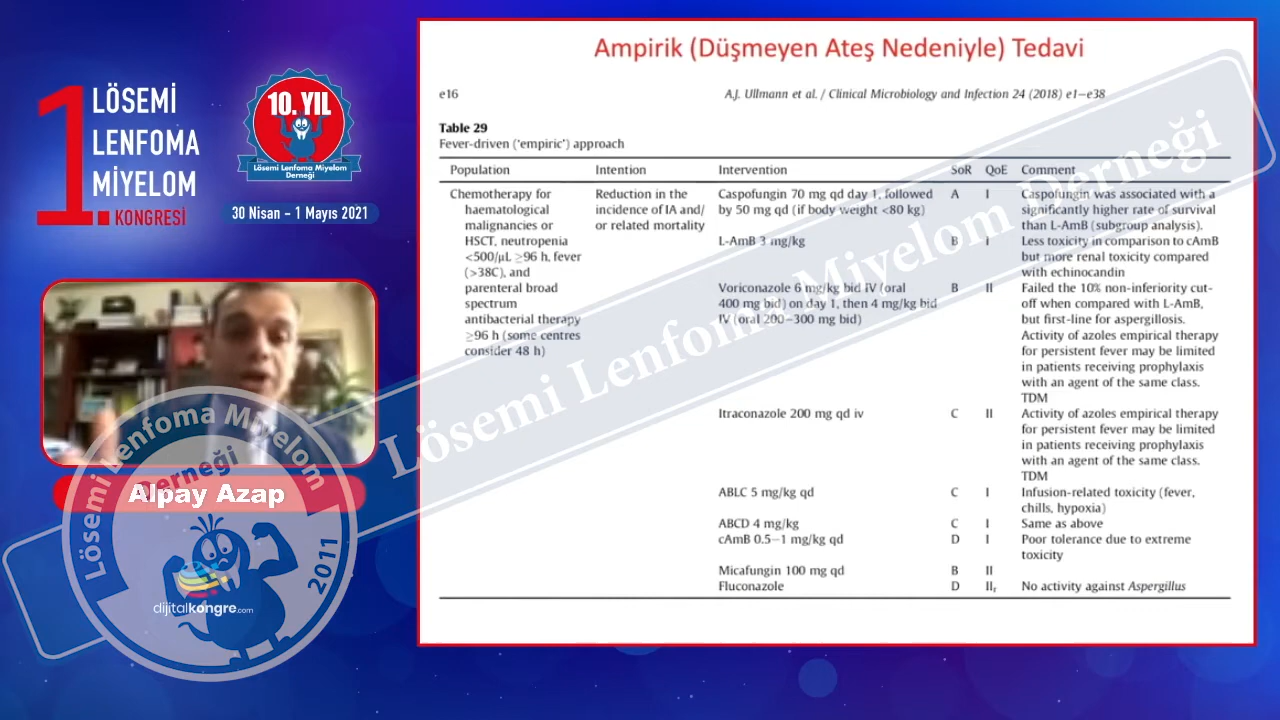 1.
LÖSEMİ
LENFOMA
MİYELOM
KONGRESİ
10. YIL
Lösemi Lenfoma Miyelom
Derneği
30 Nisan - 1 Mayıs 2021
Alpay Azap
Lösemi Lenfoma Miyelom
Derneği
2011
dijitalkongre.com
Lösemi Lenfoma Miyelom Derneği
Ampirik (Düşmeyen Ateş Nedeniyle) Tedavi
e16 A.J. Ullmann et al. / Clinical Microbiology and Infection 24 (2018) e1–e38
Table 29
Fever-driven ('empiric') approach
Population Intention Intervention SoR QoE Comment
Chemotherapy for Reduction in the Caspofungin 70 mg qd day 1, followed A I Caspofungin was associated with a
haematological incidence of IA and/ by 50 mg qd (if body weight <80 kg) significantly higher rate of survival
malignancies or or related mortality than L-AmB (subgroup analysis).
HSCT, neutropenia L-AmB 3 mg/kg B I Less toxicity in comparison to cAmB
<500/μL ≥96 h, fever but more renal toxicity compared
(>38C), and with echinocandin
parenteral broad Voriconazole 6 mg/kg bid IV (oral B II Failed the 10% non-inferiority cut-
spectrum 400 mg bid) on day 1, then 4 mg/kg bid off when compared with L-AmB,
antibacterial therapy IV (oral 200–300 mg bid) but first-line for aspergillosis.
≥96 h (some centres Activity of azoles empirical therapy
consider 48 h) for persistent fever may be limited
in patients receiving prophylaxis
with an agent of the same class.
TDM
Itraconazole 200 mg qd iv C II Activity of azoles empirical therapy
for persistent fever may be limited
in patients receiving prophylaxis
with an agent of the same class.
TDM
ABLC 5 mg/kg qd C I Infusion-related toxicity (fever,
chills, hypoxia)
ABCD 4 mg/kg C I Same as above
cAmB 0.5–1 mg/kg qd D I Poor tolerance due to extreme
toxicity
Micafungin 100 mg qd B II
Fluconazole D IIr No activity against Aspergillus